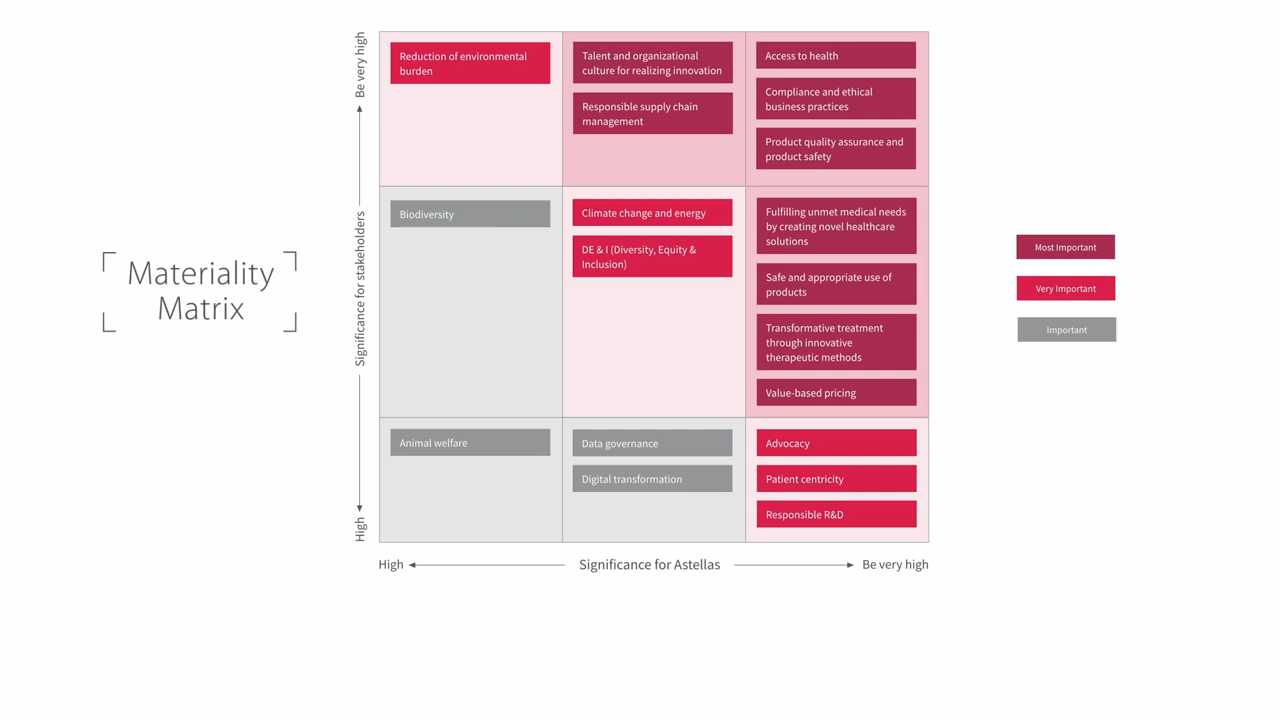 Materiality
Matrix
Be very high
Significance for stakeholders
High
Reduction of environmental
burden
Talent and organizational
culture for realizing innovation
Responsible supply chain
management
Access to health
Compliance and ethical
business practices
Product quality assurance and
product safety
Biodiversity
Climate change and energy
DE & I (Diversity, Equity &
Inclusion)
Fulfilling unmet medical needs
by creating novel healthcare
solutions
Safe and appropriate use of
products
Transformative treatment
through innovative
therapeutic methods
Value-based pricing
Animal welfare
Data governance
Digital transformation
Advocacy
Patient centricity
Responsible R&D
High
Significance for Astellas
Be very high
Most Important
Very Important
Important